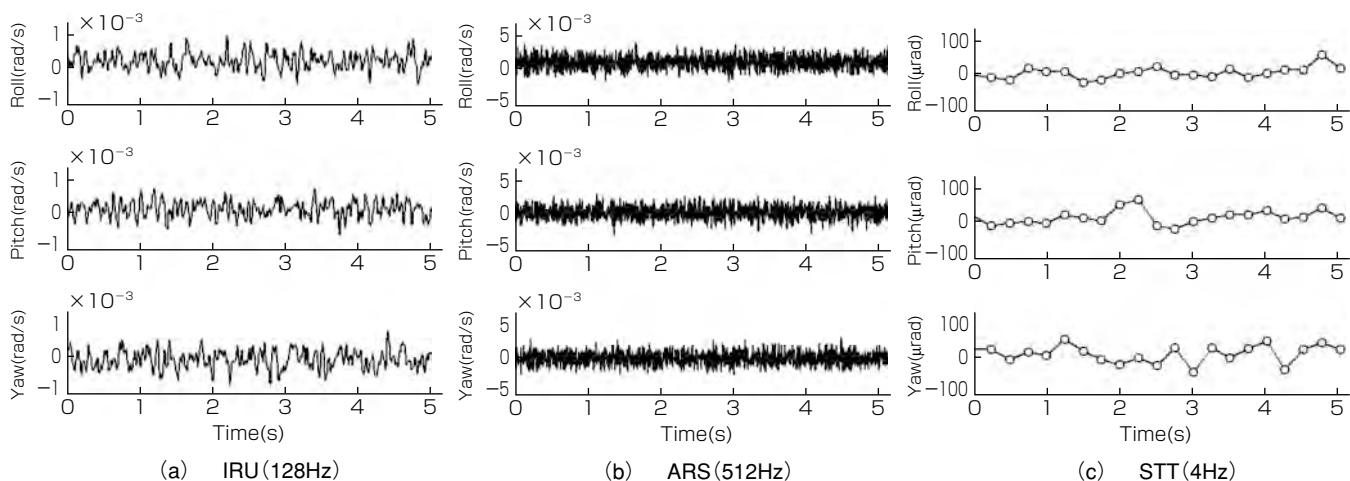 ×10⁻³
Roll(rad/s)
1
0
−1
0 1 2 3 4 5
×10⁻³
Pitch(rad/s)
1
0
−1
0 1 2 3 4 5
×10⁻³
Yaw(rad/s)
1
0
−1
0 1 2 3 4 5
Time(s)
(a) IRU(128Hz)
×10⁻³
Roll(rad/s)
5
0
−5
0 1 2 3 4 5
×10⁻³
Pitch(rad/s)
5
0
−5
0 1 2 3 4 5
×10⁻³
Yaw(rad/s)
5
0
−5
0 1 2 3 4 5
Time(s)
(b) ARS(512Hz)
Roll(μrad)
100
0
−100
0 1 2 3 4 5
Pitch(μrad)
100
0
−100
0 1 2 3 4 5
Yaw(μrad)
100
0
−100
0 1 2 3 4 5
Time(s)
(c) STT(4Hz)